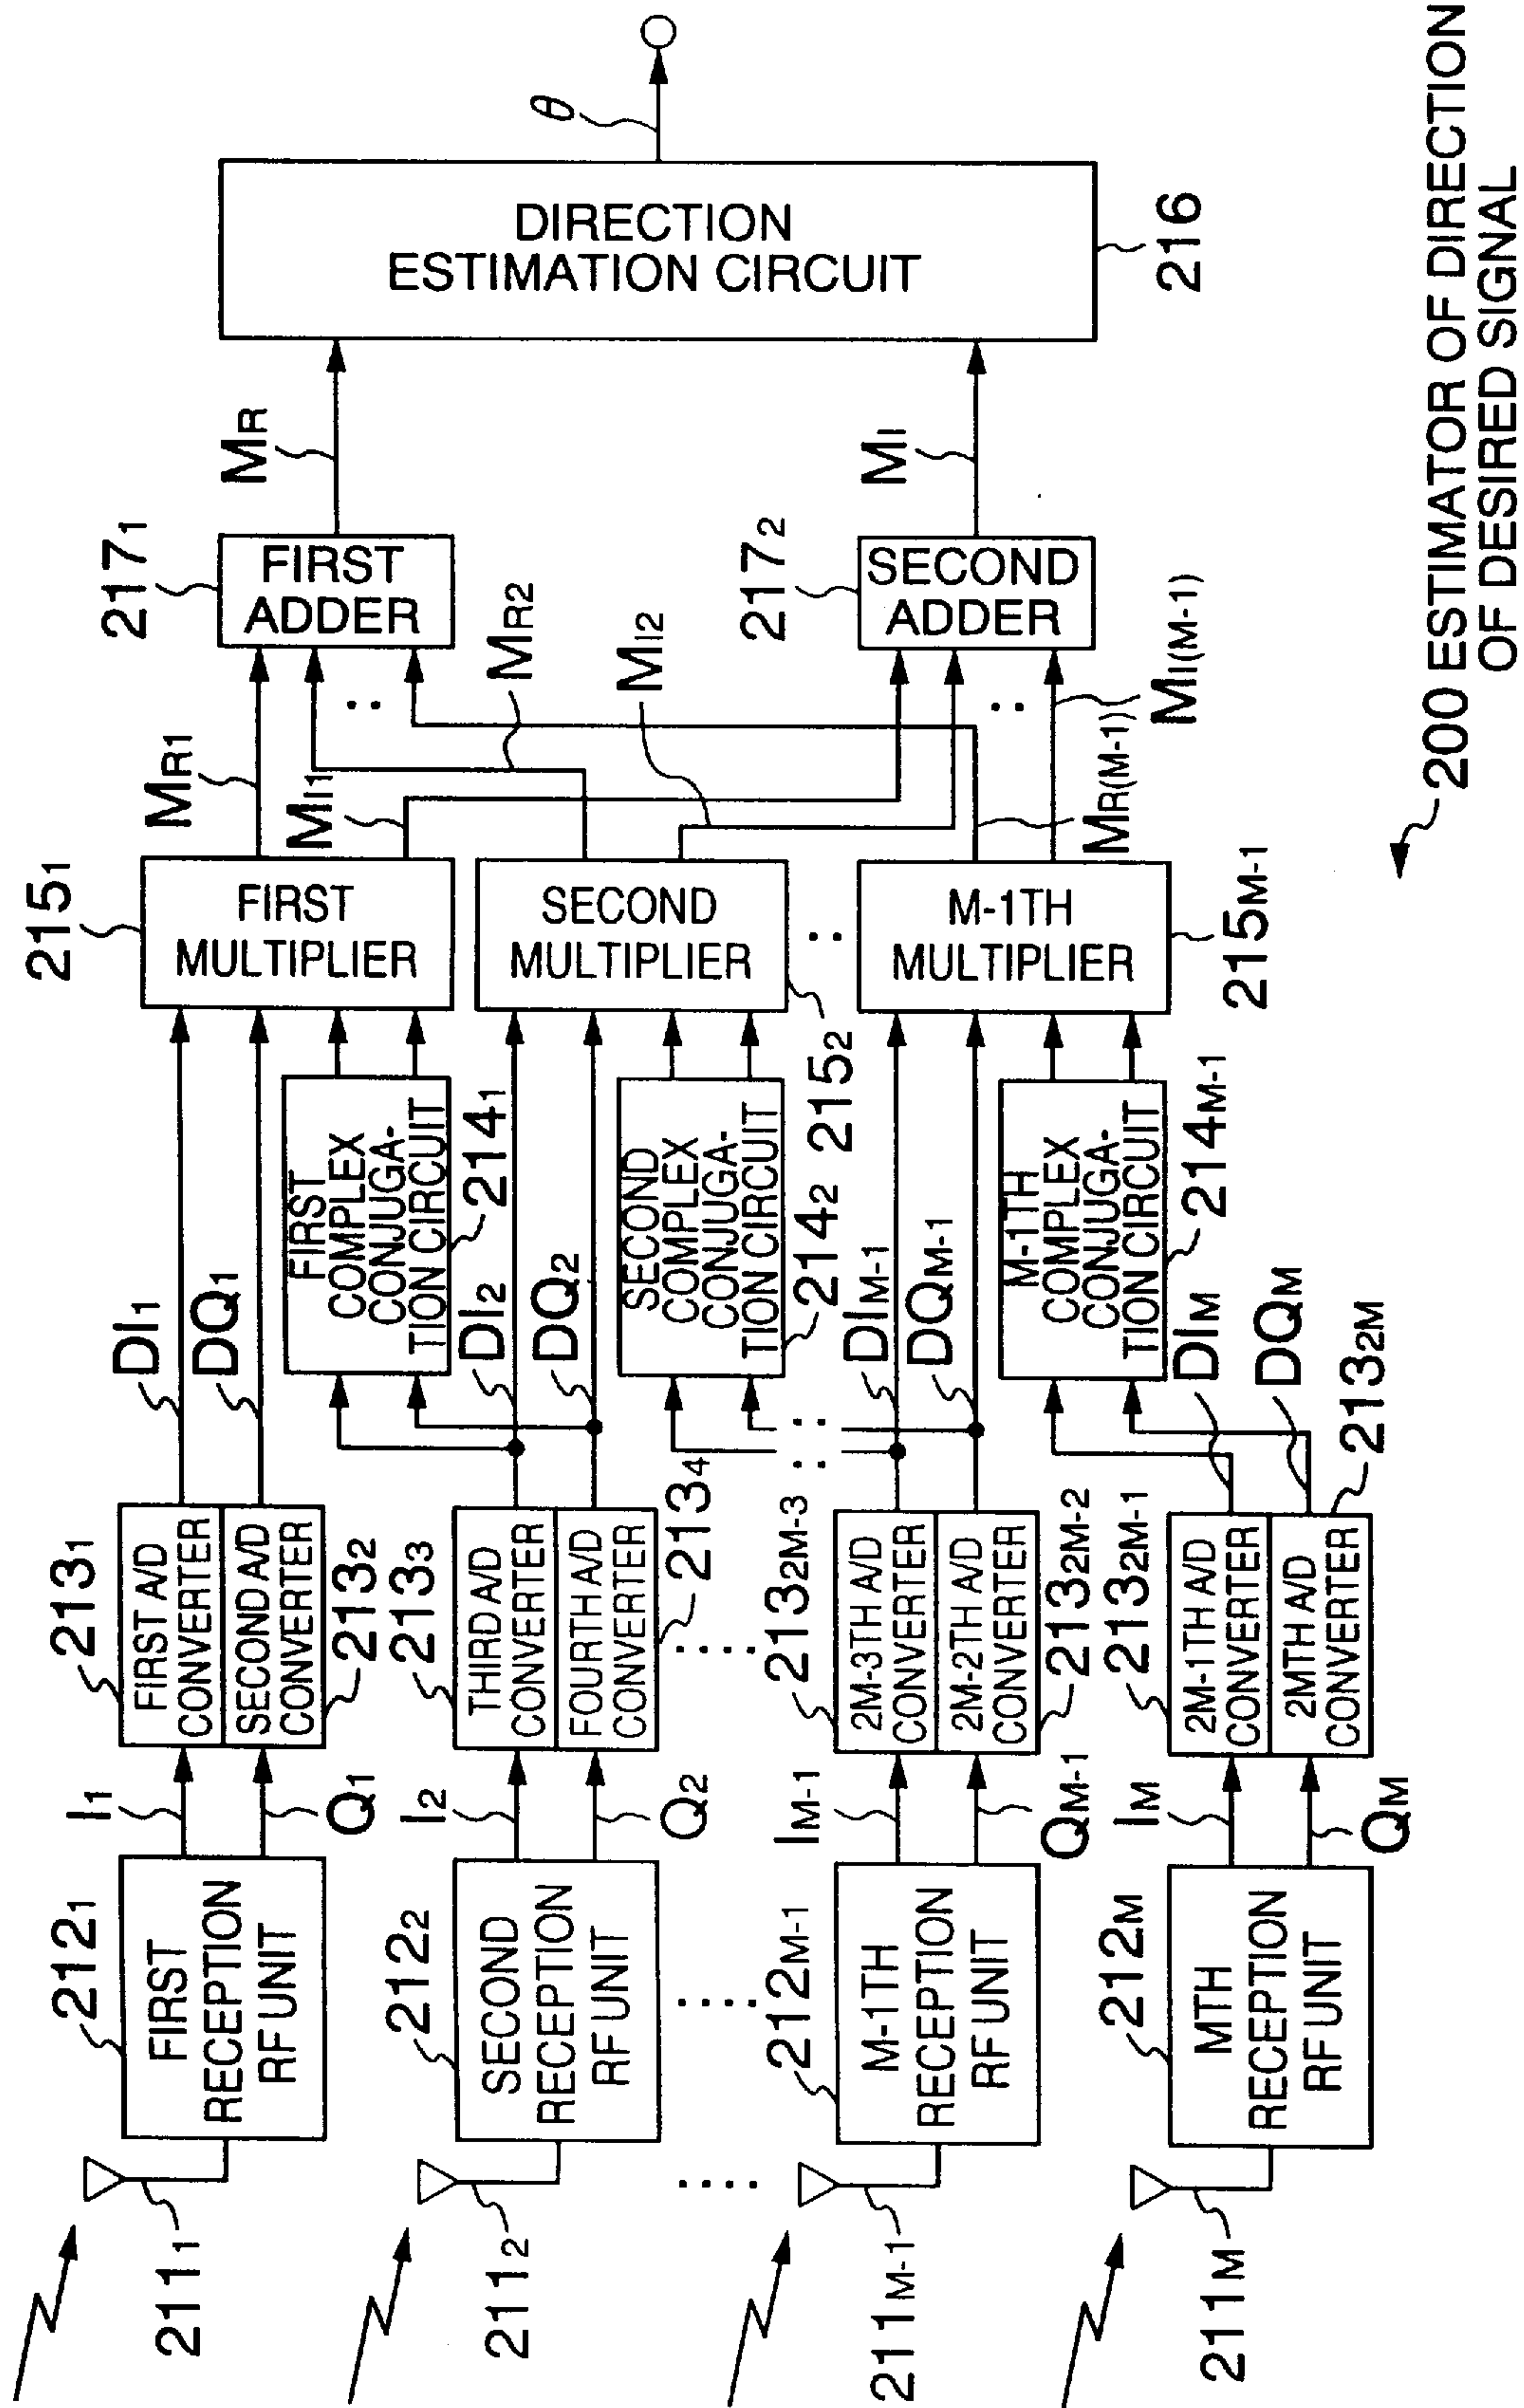 211₁
212₁
FIRST
RECEPTION
RF UNIT
I₁
Q₁
213₁
FIRST A/D
CONVERTER
SECOND A/D
CONVERTER
213₂
DI₁
DQ₁
FIRST
COMPLEX
CONJUGA-
TION CIRCUIT
214₁
215₁
FIRST
MULTIPLIER
MR1
MI1
217₁
FIRST
ADDER
MR
211₂
212₂
SECOND
RECEPTION
RF UNIT
I₂
Q₂
213₃
THIRD A/D
CONVERTER
FOURTH A/D
CONVERTER
213₄
DI₂
DQ₂
SECOND
COMPLEX
CONJUGA-
TION CIRCUIT
214₂
SECOND
MULTIPLIER
215₂
MR2
MI2
DIRECTION
ESTIMATION CIRCUIT
216
θ
211M-1
212M-1
M-1TH
RECEPTION
RF UNIT
IM-1
QM-1
213₂M-3
2M-3TH A/D
CONVERTER
2M-2TH A/D
CONVERTER
213₂M-2
DIM-1
DQM-1
M-1TH
COMPLEX
CONJUGA-
TION CIRCUIT
214M-1
M-1TH
MULTIPLIER
215M-1
MR(M-1)
MI(M-1)
217₂
SECOND
ADDER
MI
211M
212M
MTH
RECEPTION
RF UNIT
IM
QM
213₂M-1
2M-1TH A/D
CONVERTER
2MTH A/D
CONVERTER
213₂M
DIM
DQM
200 ESTIMATOR OF DIRECTION
OF DESIRED SIGNAL